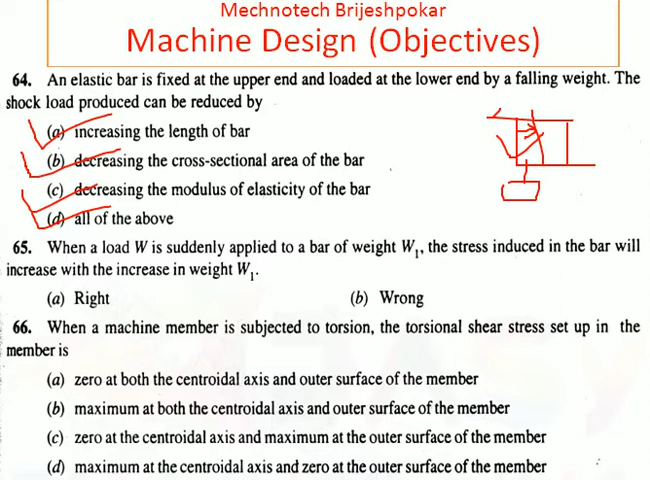 Mechnotech Brijeshpokar
Machine Design (Objectives)
64. An elastic bar is fixed at the upper end and loaded at the lower end by a falling weight. The
shock load produced can be reduced by
(a) increasing the length of bar
(b) decreasing the cross-sectional area of the bar
(c) decreasing the modulus of elasticity of the bar
(d) all of the above
65. When a load W is suddenly applied to a bar of weight W₁, the stress induced in the bar will
increase with the increase in weight W₁.
(a) Right (b) Wrong
66. When a machine member is subjected to torsion, the torsional shear stress set up in the
member is
(a) zero at both the centroidal axis and outer surface of the member
(b) maximum at both the centroidal axis and outer surface of the member
(c) zero at the centroidal axis and maximum at the outer surface of the member
(d) maximum at the centroidal axis and zero at the outer surface of the member